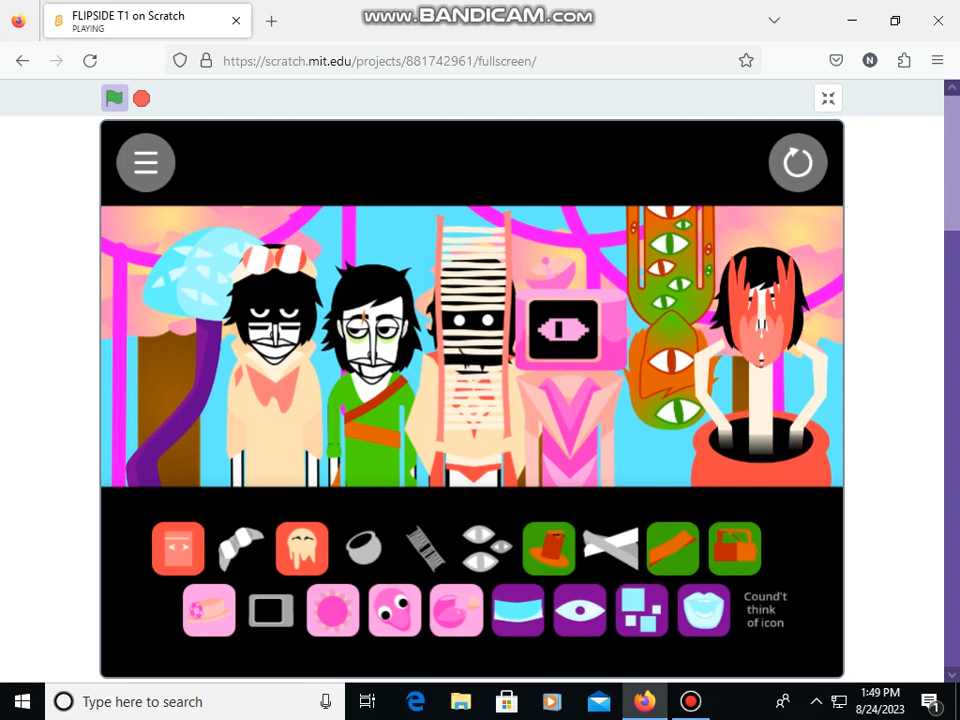 FLIPSIDE T1 on Scratch
PLAYING
www.BANDICAM.com
https://scratch.mit.edu/projects/881742961/fullscreen/
N
Cound't
think
of icon
Type here to search
1:49 PM
8/24/2023
1